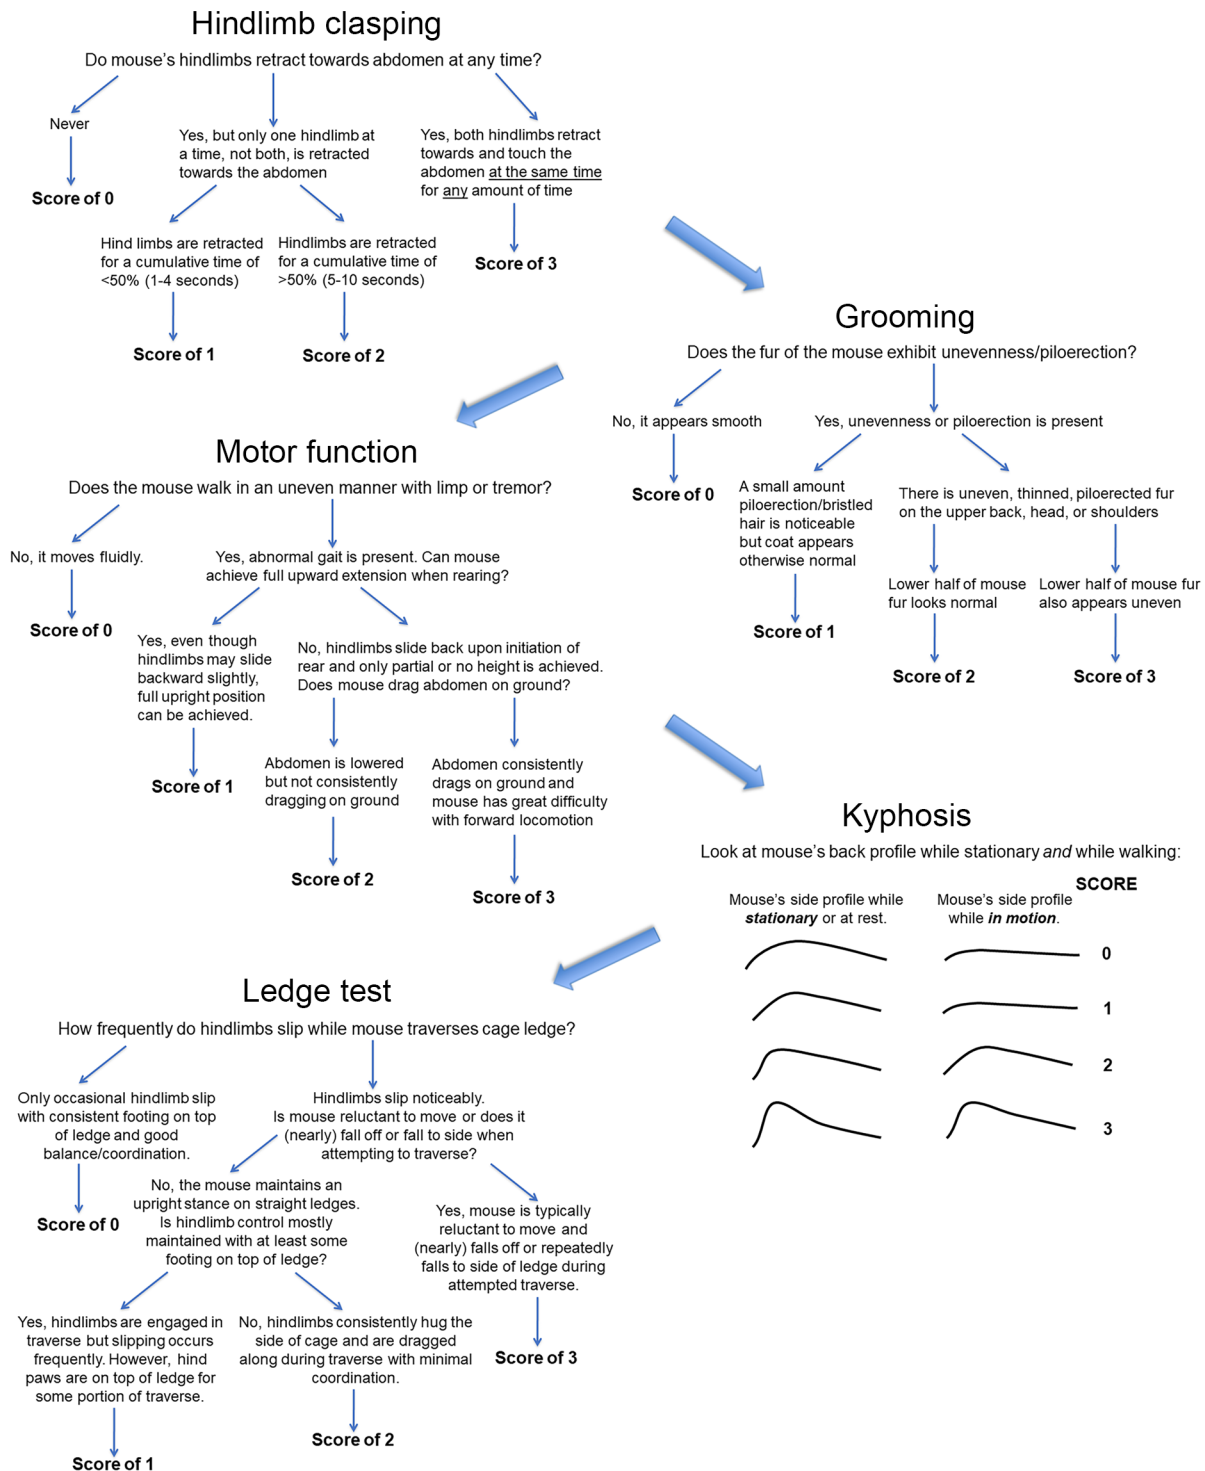 Hindlimb clasping
Do mouse's hindlimbs retract towards abdomen at any time?
Never
Score of 0
Yes, but only one hindlimb at
a time, not both, is retracted
towards the abdomen
Hind limbs are retracted
for a cumulative time of
<50% (1-4 seconds)
Score of 1
Hindlimbs are retracted
for a cumulative time of
>50% (5-10 seconds)
Score of 2
Yes, both hindlimbs retract
towards and touch the
abdomen at the same time
for any amount of time
Score of 3
Grooming
Does the fur of the mouse exhibit unevenness/piloerection?
No, it appears smooth
Score of 0
Yes, unevenness or piloerection is present
A small amount
piloerection/bristled
hair is noticeable
but coat appears
otherwise normal
Score of 1
There is uneven, thinned, piloerected fur
on the upper back, head, or shoulders
Lower half of mouse
fur looks normal
Score of 2
Lower half of mouse fur
also appears uneven
Score of 3
Motor function
Does the mouse walk in an uneven manner with limp or tremor?
No, it moves fluidly.
Score of 0
Yes, abnormal gait is present. Can mouse
achieve full upward extension when rearing?
Yes, even though
hindlimbs may slide
backward slightly,
full upright position
can be achieved.
Score of 1
No, hindlimbs slide back upon initiation of
rear and only partial or no height is achieved.
Does mouse drag abdomen on ground?
Abdomen is lowered
but not consistently
dragging on ground
Score of 2
Abdomen consistently
drags on ground and
mouse has great difficulty
with forward locomotion
Score of 3
Kyphosis
Look at mouse's back profile while stationary and while walking:
SCORE
Mouse's side profile while
stationary or at rest.
Mouse's side profile
while in motion.
0
1
2
3
Ledge test
How frequently do hindlimbs slip while mouse traverses cage ledge?
Only occasional hindlimb slip
with consistent footing on top
of ledge and good
balance/coordination.
Score of 0
Hindlimbs slip noticeably.
Is mouse reluctant to move or does it
(nearly) fall off or fall to side when
attempting to traverse?
No, the mouse maintains an
upright stance on straight ledges.
Is hindlimb control mostly
maintained with at least some
footing on top of ledge?
Yes, hindlimbs are engaged in
traverse but slipping occurs
frequently. However, hind
paws are on top of ledge for
some portion of traverse.
Score of 1
No, hindlimbs consistently hug the
side of cage and are dragged
along during traverse with minimal
coordination.
Score of 2
Yes, mouse is typically
reluctant to move and
(nearly) falls off or repeatedly
falls to side of ledge during
attempted traverse.
Score of 3